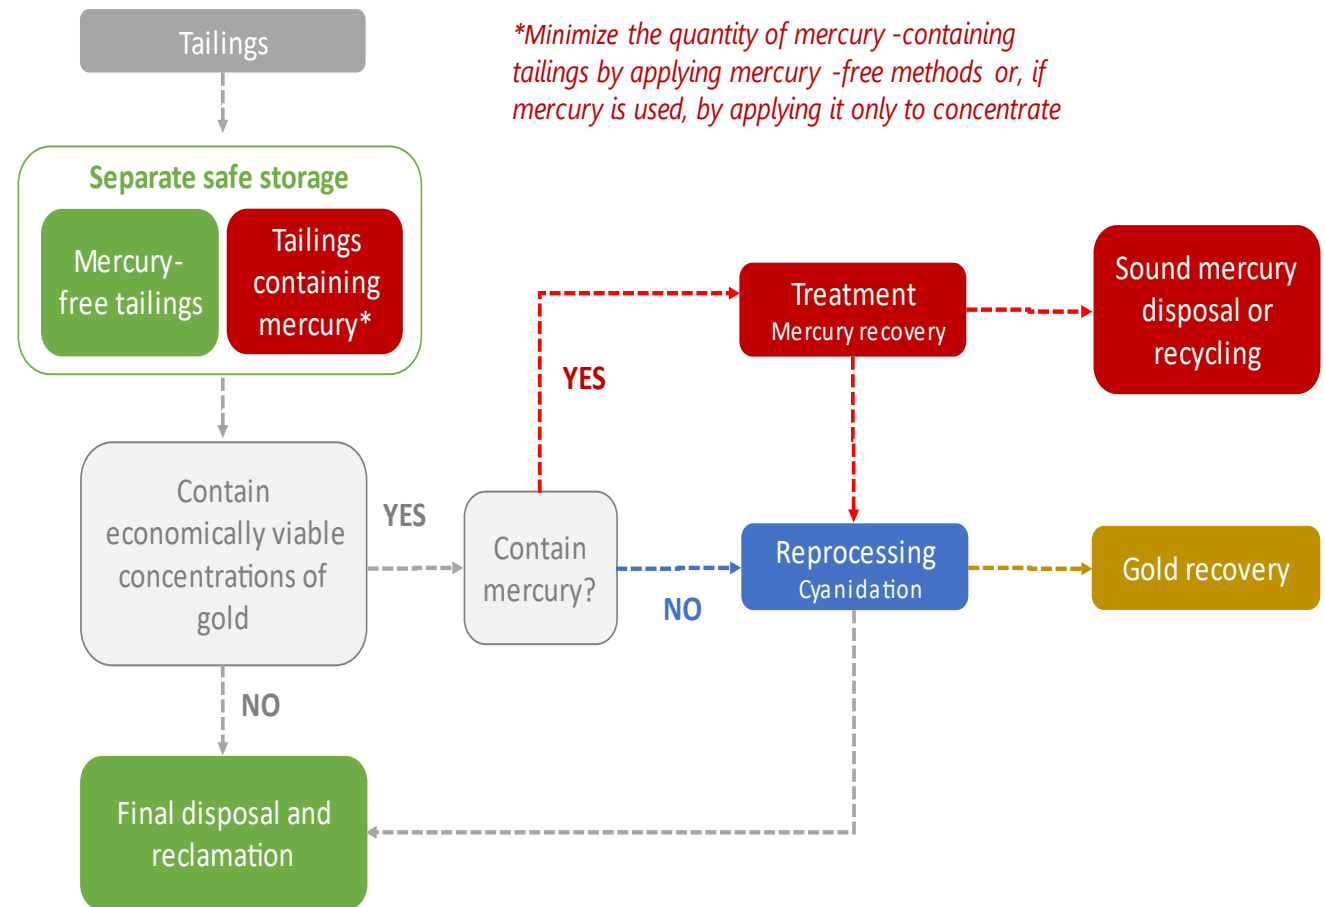 Tailings
*Minimize the quantity of mercury -containing
tailings by applying mercury -free methods or, if
mercury is used, by applying it only to concentrate
Separate safe storage
Mercury-
free tailings
Tailings
containing
mercury*
Contain
economically viable
concentrations of
gold
YES
NO
Contain
mercury?
YES
NO
Treatment
Mercury recovery
Sound mercury
disposal or
recycling
Reprocessing
Cyanidation
Gold recovery
Final disposal and
reclamation